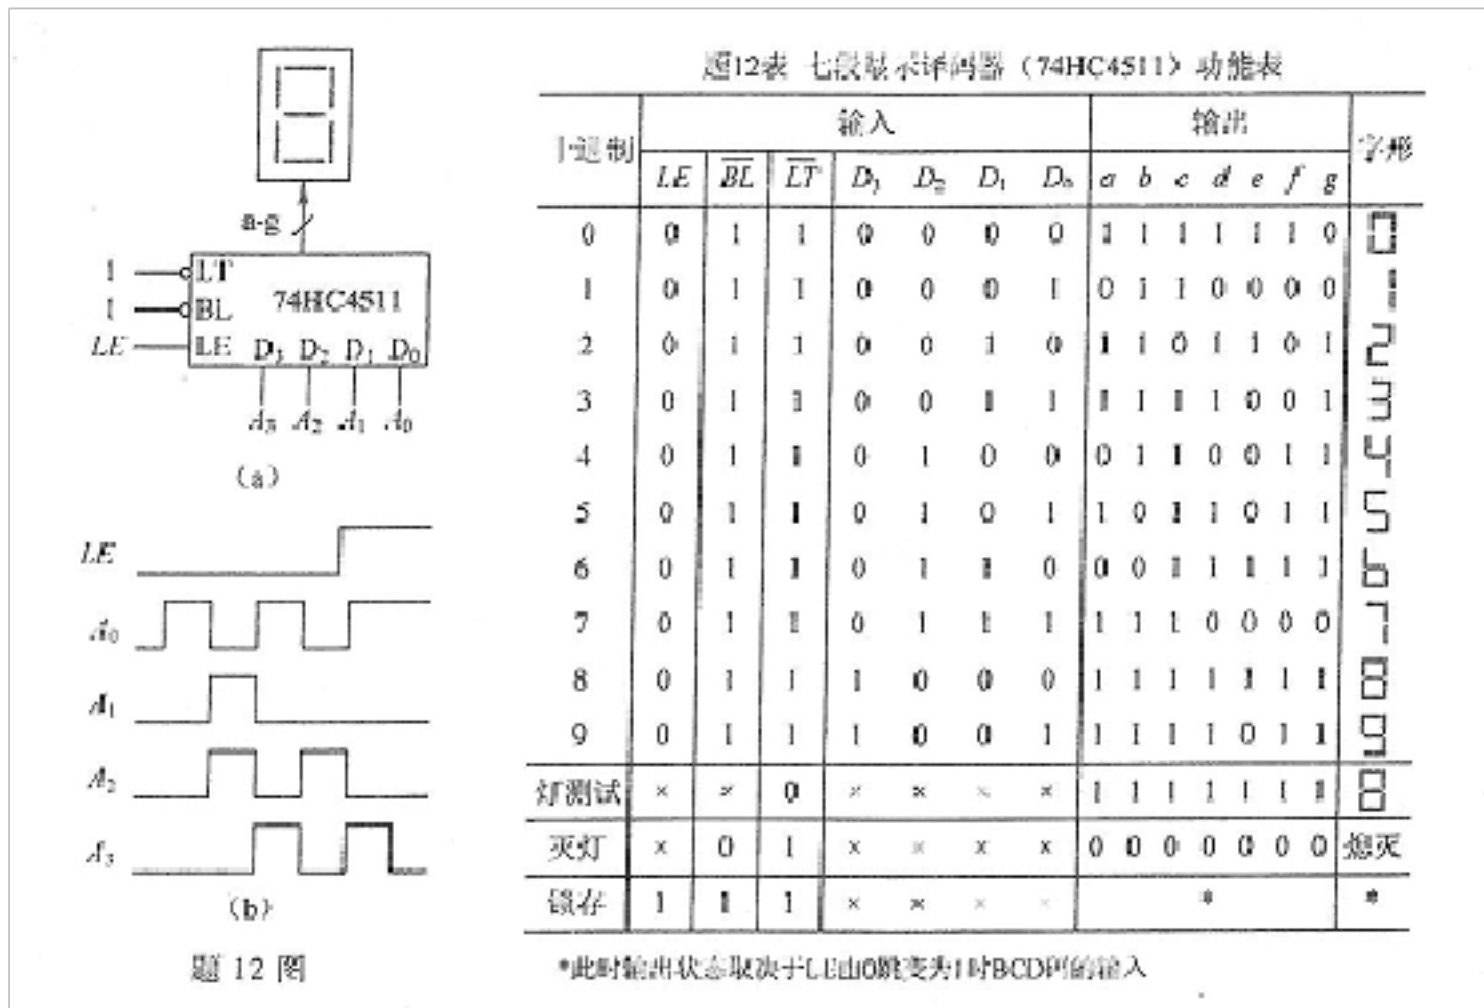 a-g
1 LT
1 BL
74HC4511
LE LE D3 D2 D1 D0
A3 A2 A1 A0
(a)
LE
A0
A1
A2
A3
(b)
题 12 图
题12表 七段显示译码器（74HC4511）功能表
十进制 输入 输出 字形
LE B̅L̅ L̅T̅ D3 D2 D1 D0 a b c d e f g
0 0 1 1 0 0 0 0 1 1 1 1 1 1 0 0
1 0 1 1 0 0 0 1 0 1 1 0 0 0 0 1
2 0 1 1 0 0 1 0 1 1 0 1 1 0 1 2
3 0 1 1 0 0 1 1 1 1 1 1 0 0 1 3
4 0 1 1 0 1 0 0 0 1 1 0 0 1 1 4
5 0 1 1 0 1 0 1 1 0 1 1 0 1 1 5
6 0 1 1 0 1 1 0 0 0 1 1 1 1 1 6
7 0 1 1 0 1 1 1 1 1 1 0 0 0 0 7
8 0 1 1 1 0 0 0 1 1 1 1 1 1 1 8
9 0 1 1 1 0 0 1 1 1 1 1 0 1 1 9
灯测试 × × 0 × × × × 1 1 1 1 1 1 1 8
灭灯 × 0 1 × × × × 0 0 0 0 0 0 0 熄灭
锁存 1 1 1 × × × × * *
*此时输出状态取决于LE由0跳变为1时BCD码的输入